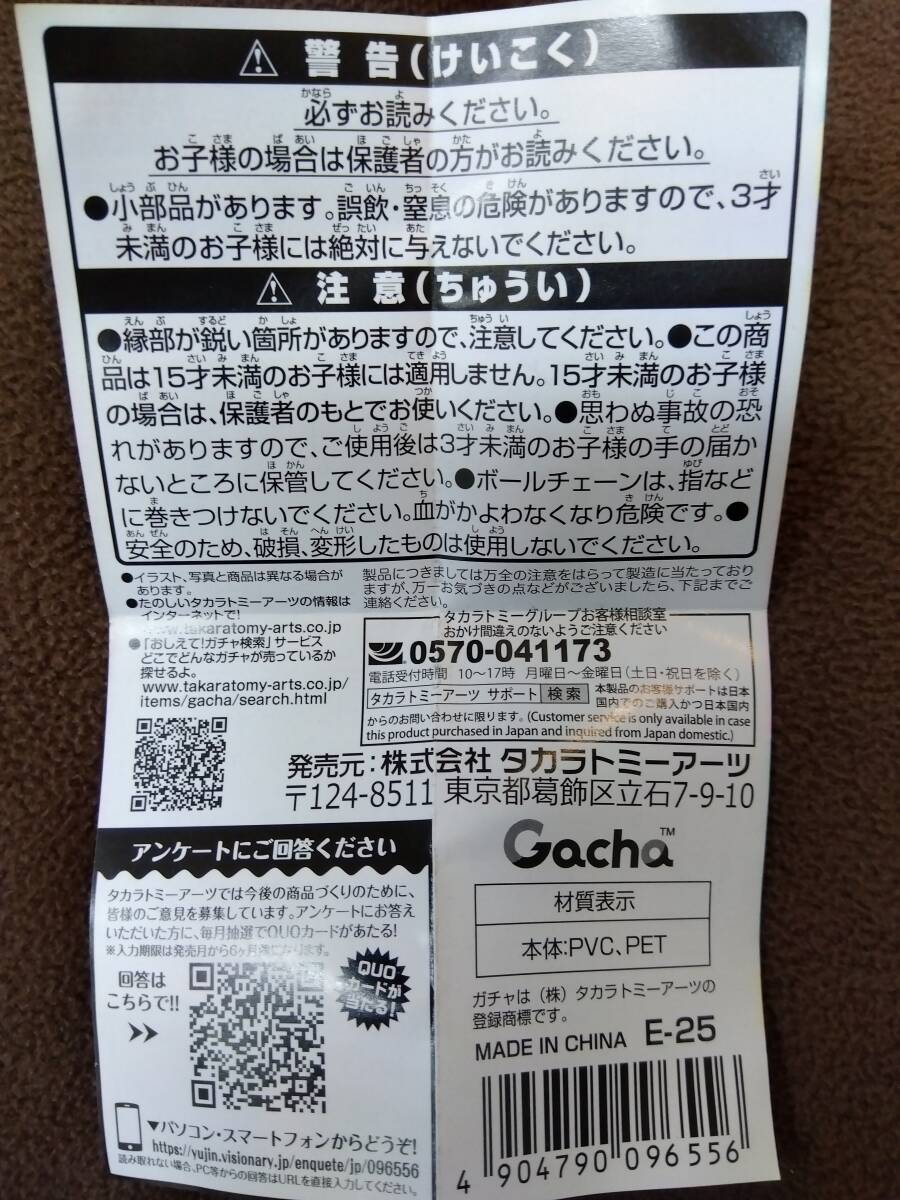 ⚠ 警告(けいこく)
必ずお読みください。
お子様の場合は保護者の方がお読みください。
●小部品があります。誤飲・窒息の危険がありますので、3才
未満のお子様には絶対に与えないでください。
⚠ 注意(ちゅうい)
●縁部が鋭い箇所がありますので、注意してください。●この商
品は15才未満のお子様には適用しません。15才未満のお子様
の場合は、保護者のもとでお使いください。●思わぬ事故の恐
れがありますので、ご使用後は3才未満のお子様の手の届か
ないところに保管してください。●ボールチェーンは、指など
に巻きつけないでください。血がかよわなくなり危険です。●
安全のため、破損、変形したものは使用しないでください。
●イラスト、写真と商品は異なる場合が
あります。
●たのしいタカラトミーアーツの情報は
インターネットで!
www.takaratomy-arts.co.jp
●「おしえて!ガチャ検索」サービス
どこでどんなガチャが売っているか
探せるよ。
www.takaratomy-arts.co.jp/
items/gacha/search.html
製品につきましては万全の注意をはらって製造に当たっており
ますが、万一お気づきの点などがございましたら、下記までご
連絡ください。
タカラトミーグループお客様相談室
おかけ間違えのないようご注意ください
0570-041173
電話受付時間 10〜17時 月曜日〜金曜日(土・日・祝日を除く)
タカラトミーアーツ サポート 検索 本製品のお客様サポートは日本
国内でのご購入かつ日本国内
からのお問い合わせに限ります。(Customer service is only available in case
this product purchased in Japan and inquired from Japan domestic.)
発売元:株式会社 タカラトミーアーツ
〒124-8511 東京都葛飾区立石7-9-10
アンケートにご回答ください
タカラトミーアーツでは今後の商品づくりのために、
皆様のご意見を募集しています。アンケートにお答え
いただいた方に、毎月抽選でQUOカードがあたる!
※入力期限は発売月から6ヶ月満になります。
回答は
こちらで!!
>>
QUO
カードが
当たる!
▼パソコン・スマートフォンからどうぞ!
https://yujin.visionary.jp/enquete/jp/096556
読み取れない場合、PC等からの回答はURLを直接入力してください。
Gacha™
材質表示
本体:PVC、PET
ガチャは(株)タカラトミーアーツの
登録商標です。
MADE IN CHINA E-25
4 904790 096556